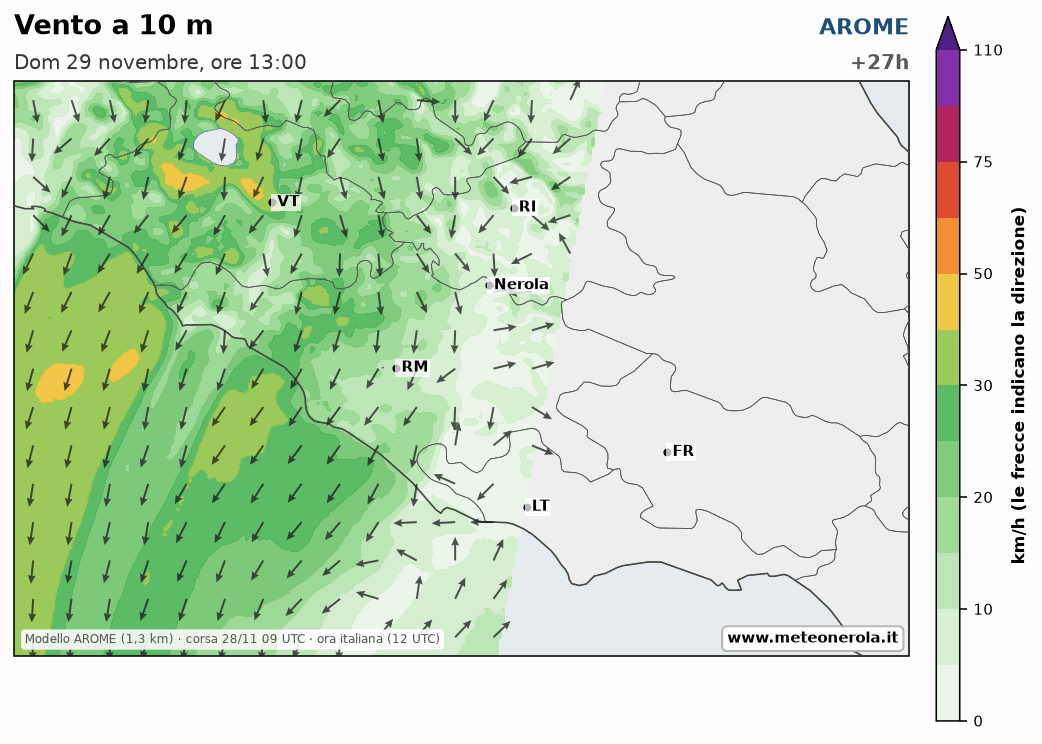 Vento a 10 m
AROME
Dom 29 novembre, ore 13:00
+27h
VT
RI
Nerola
RM
FR
LT
Modello AROME (1,3 km) · corsa 28/11 09 UTC · ora italiana (12 UTC)
www.meteonerola.it
110
75
50
30
20
10
0
km/h (le frecce indicano la direzione)